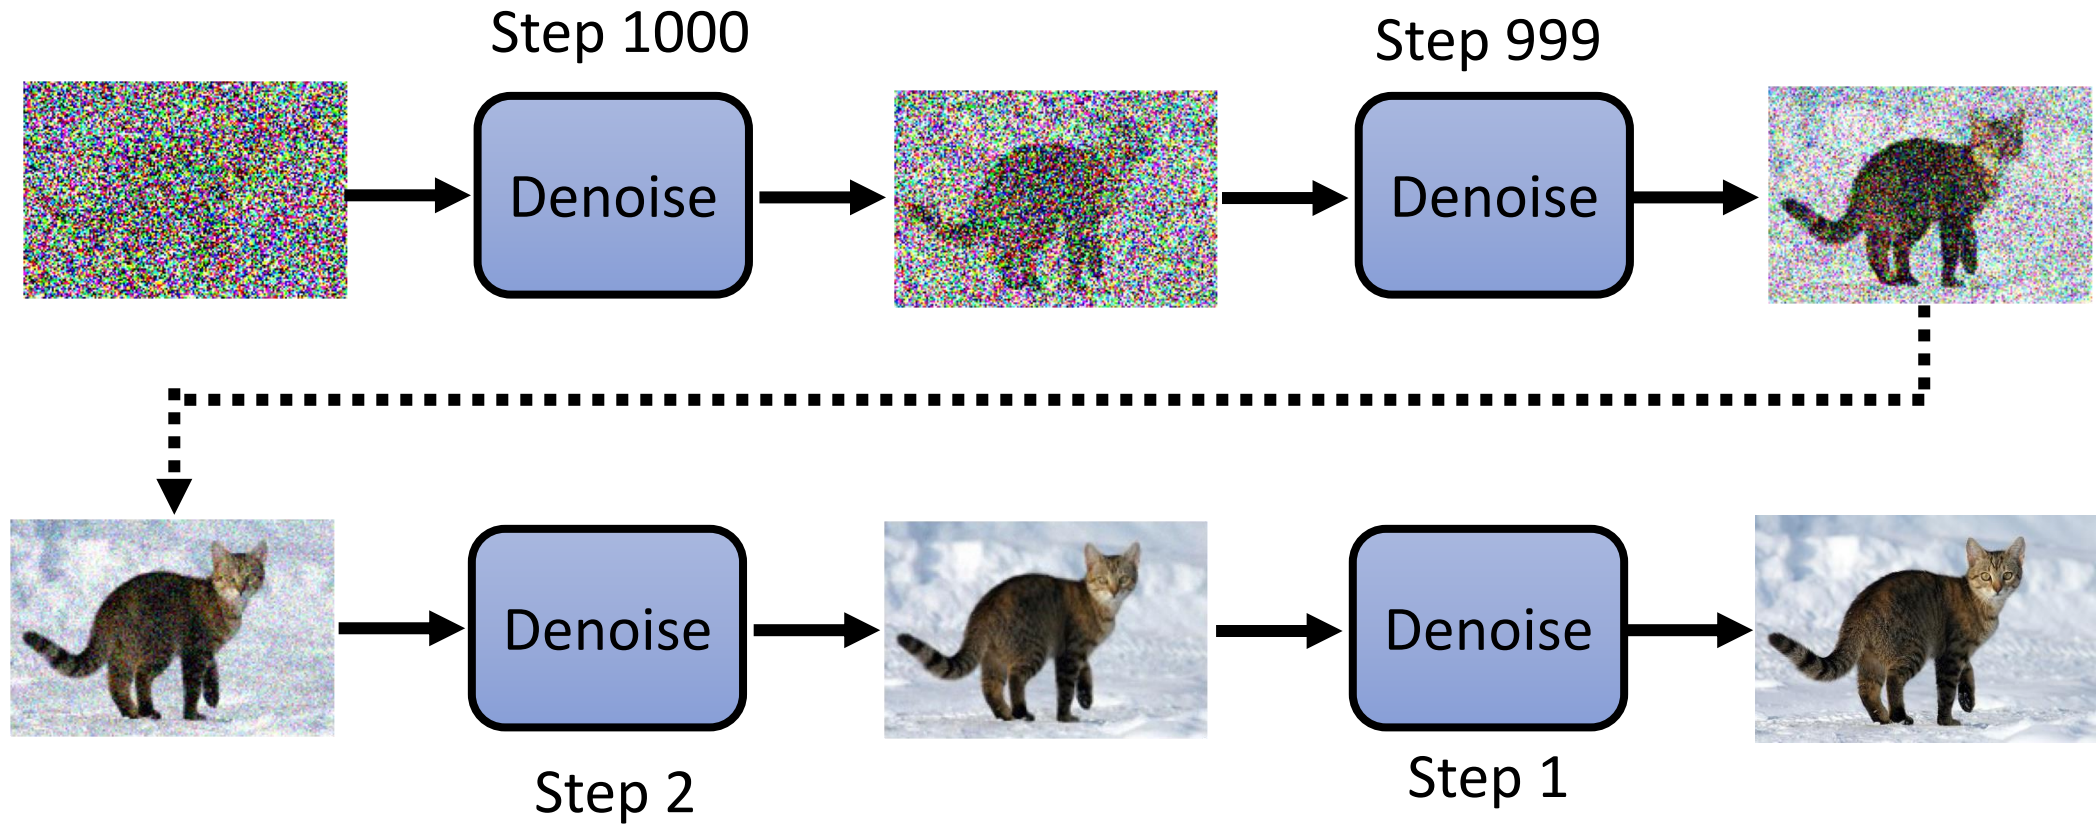 Step 1000
Step 999
Denoise
Denoise
Denoise
Denoise
Step 2
Step 1